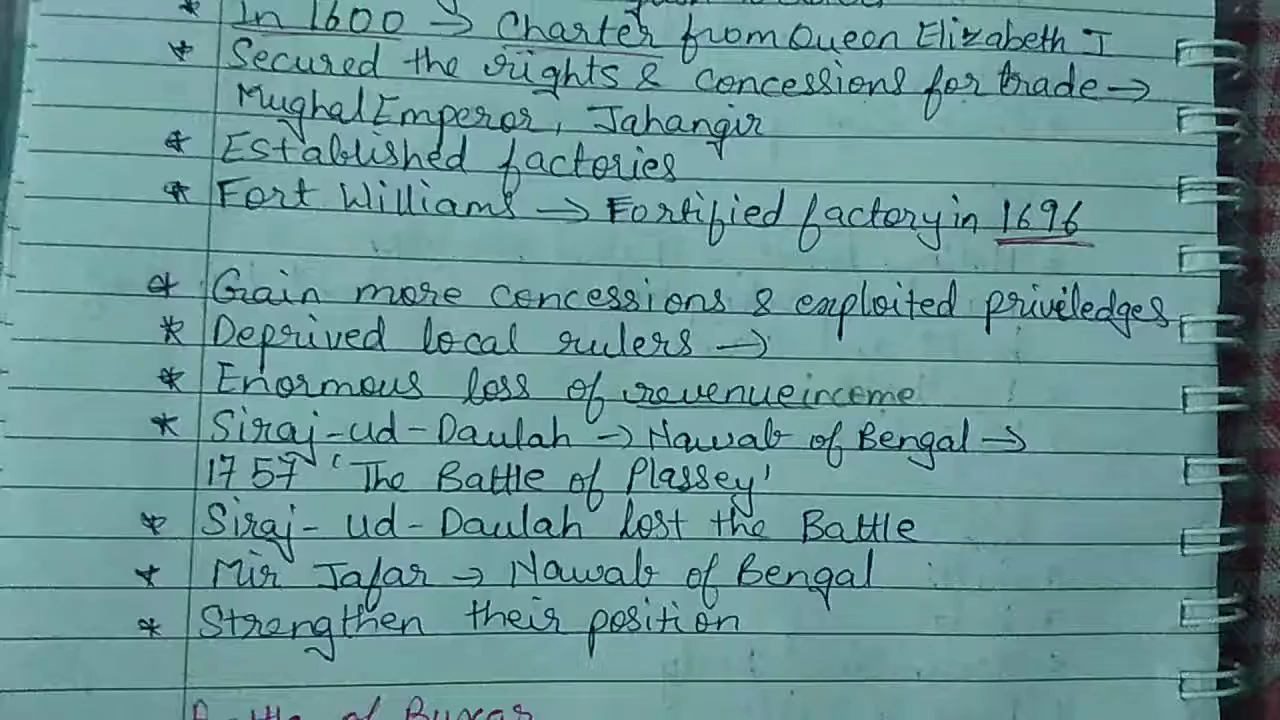 * In 1600 → Charter from Queen Elizabeth I
* Secured the rights & concessions for trade →
Mughal Emperor, Jahangir
* Established factories
* Fort Williams → Fortified factory in 1696
* Gain more concessions & exploited priviledges
* Deprived local rulers →
* Enormous loss of revenue income
* Siraj-ud-Daulah → Nawab of Bengal →
1757 'The Battle of Plassey'
* Siraj-ud-Daulah lost the Battle
* Mir Jafar → Nawab of Bengal
* Strengthen their position
Battle of Buxar